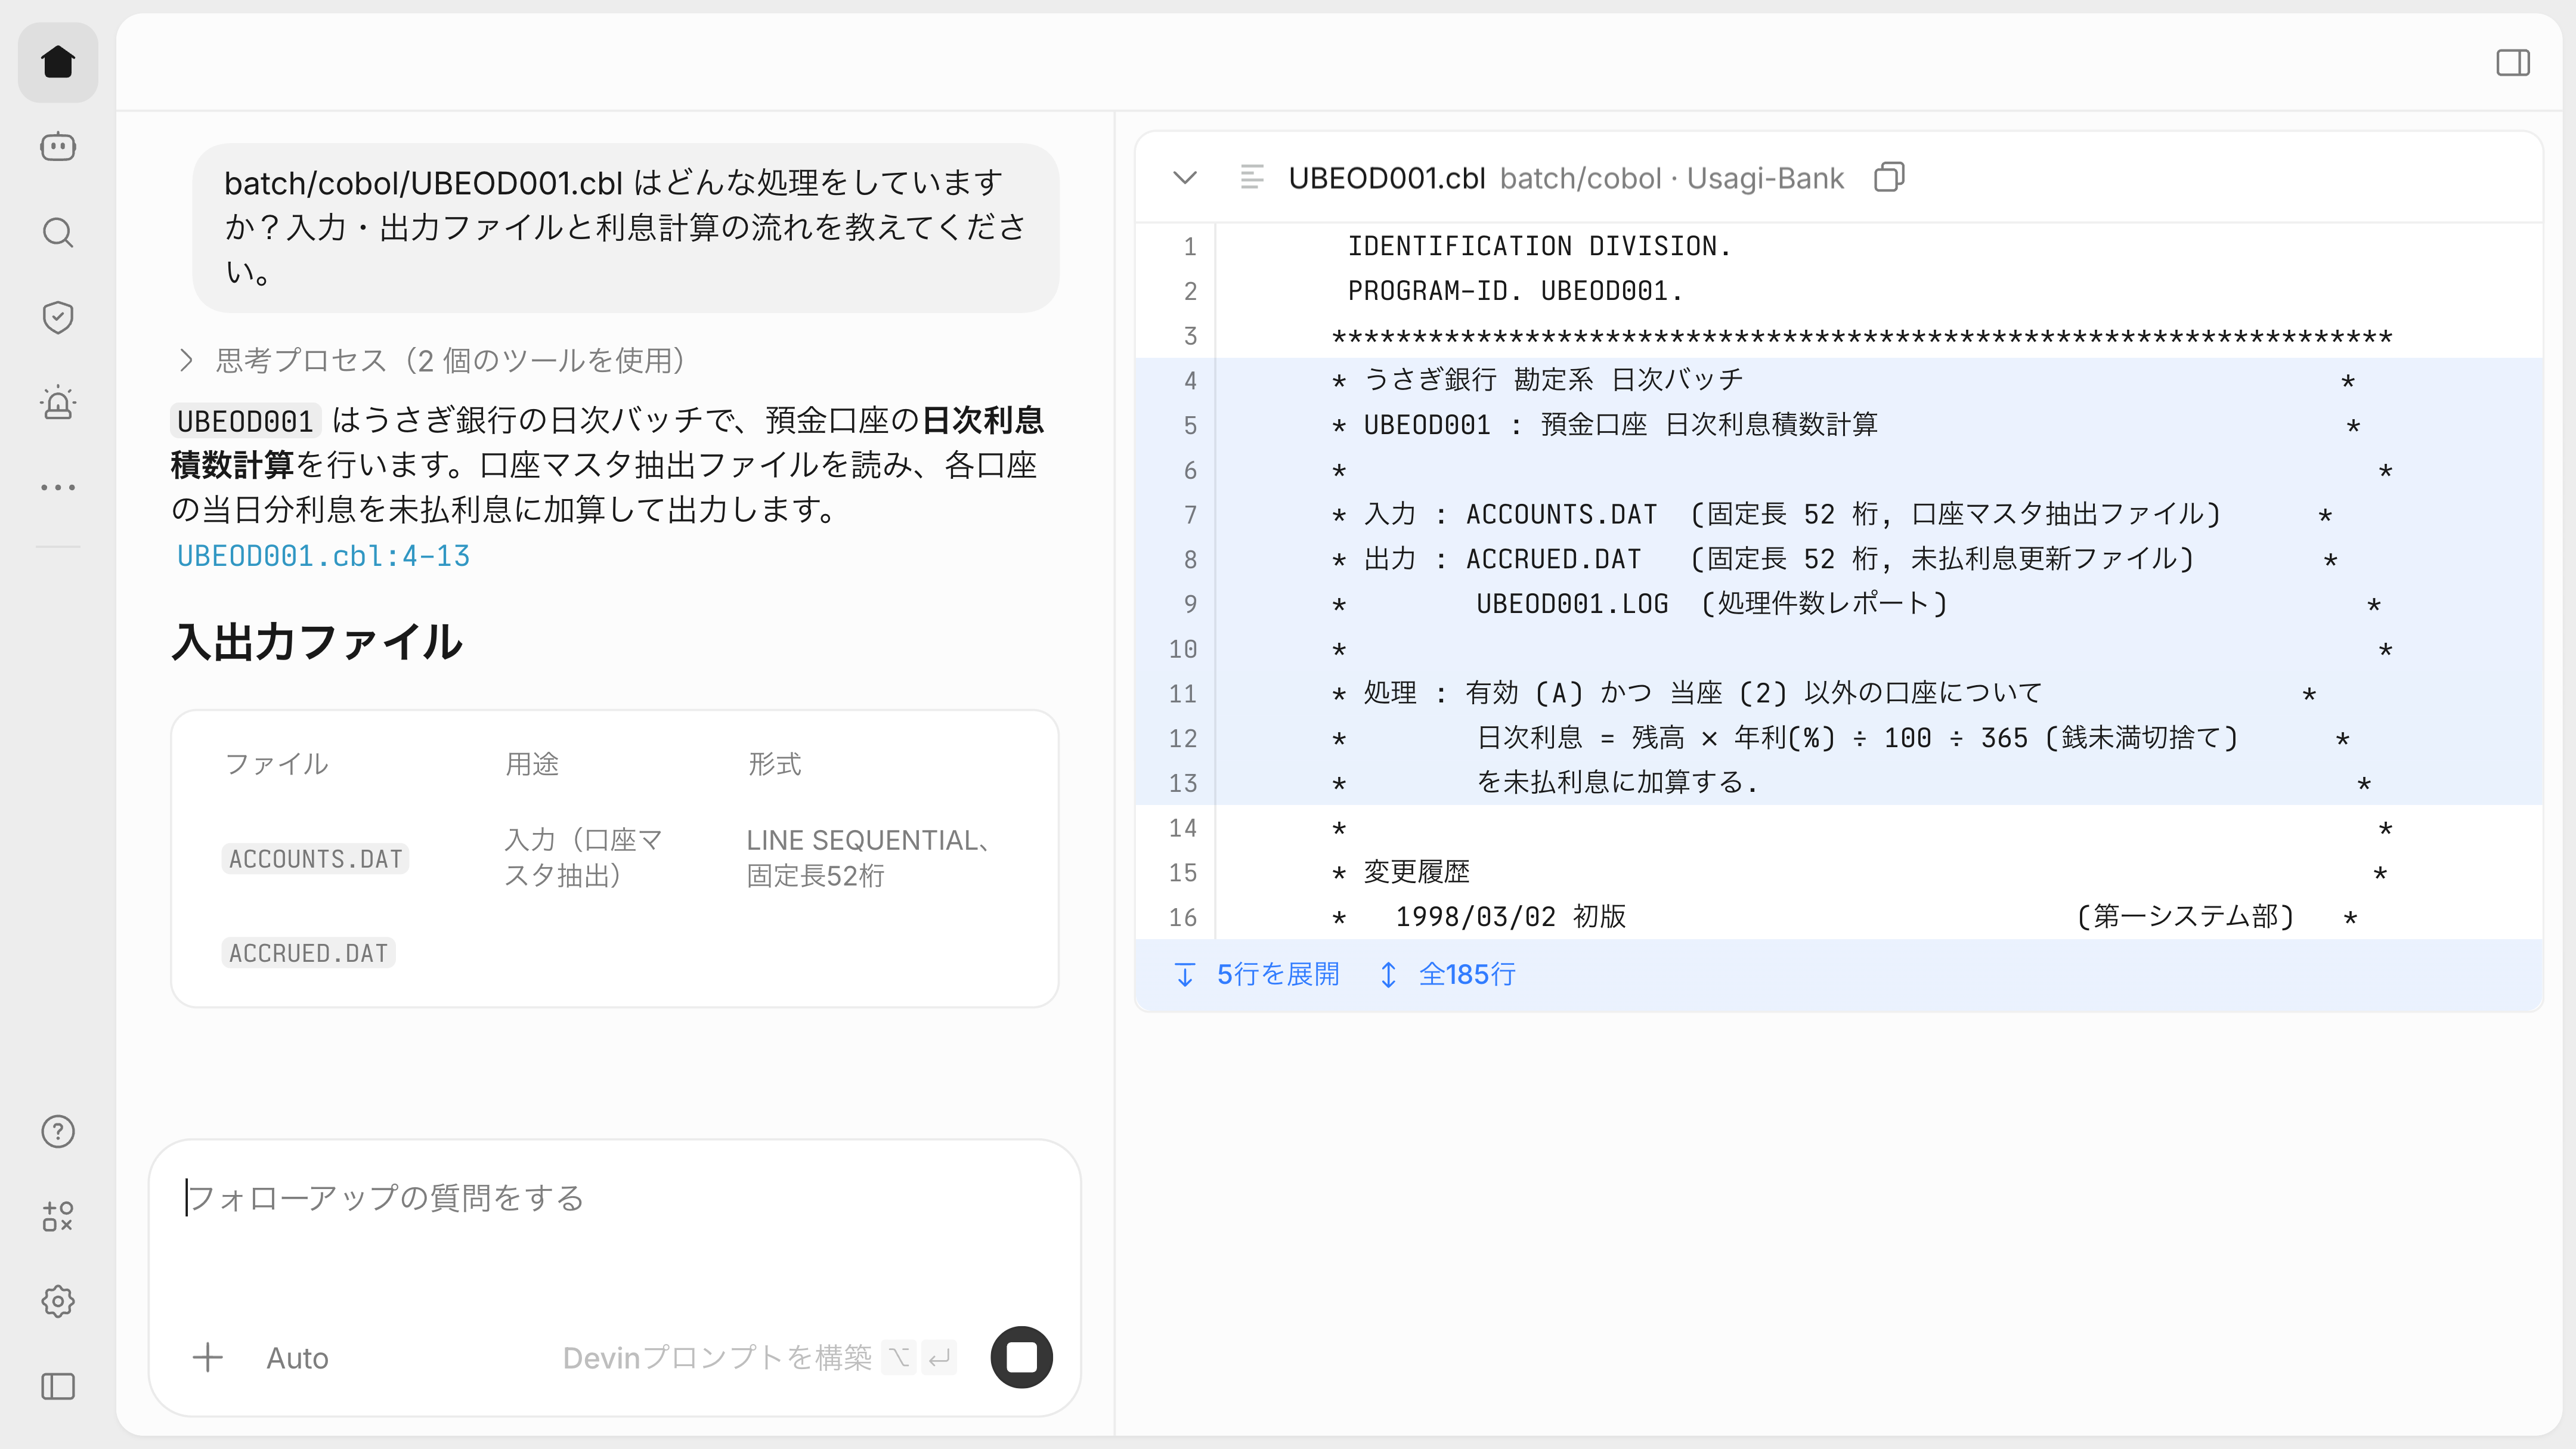 batch/cobol/UBEOD001.cbl はどんな処理をしています
か？入力・出力ファイルと利息計算の流れを教えてくださ
い。
思考プロセス（2 個のツールを使用）
UBEOD001 はうさぎ銀行の日次バッチで、預金口座の日次利息
積数計算を行います。口座マスタ抽出ファイルを読み、各口座
の当日分利息を未払利息に加算して出力します。
UBEOD001.cbl:4-13
入出力ファイル
ファイル 用途 形式
ACCOUNTS.DAT 入力（口座マ LINE SEQUENTIAL、
スタ抽出） 固定長52桁
ACCRUED.DAT
フォローアップの質問をする
Auto Devinプロンプトを構築 ⌥ ↵
UBEOD001.cbl batch/cobol · Usagi-Bank
1 IDENTIFICATION DIVISION.
2 PROGRAM-ID. UBEOD001.
3 ******************************************************************
4 * うさぎ銀行 勘定系 日次バッチ *
5 * UBEOD001 : 預金口座 日次利息積数計算 *
6 * *
7 * 入力 : ACCOUNTS.DAT (固定長 52 桁, 口座マスタ抽出ファイル) *
8 * 出力 : ACCRUED.DAT (固定長 52 桁, 未払利息更新ファイル) *
9 * UBEOD001.LOG (処理件数レポート) *
10 * *
11 * 処理 : 有効 (A) かつ 当座 (2) 以外の口座について *
12 * 日次利息 = 残高 × 年利(%) ÷ 100 ÷ 365 (銭未満切捨て) *
13 * を未払利息に加算する. *
14 * *
15 * 変更履歴 *
16 * 1998/03/02 初版 (第一システム部) *
5行を展開 全185行